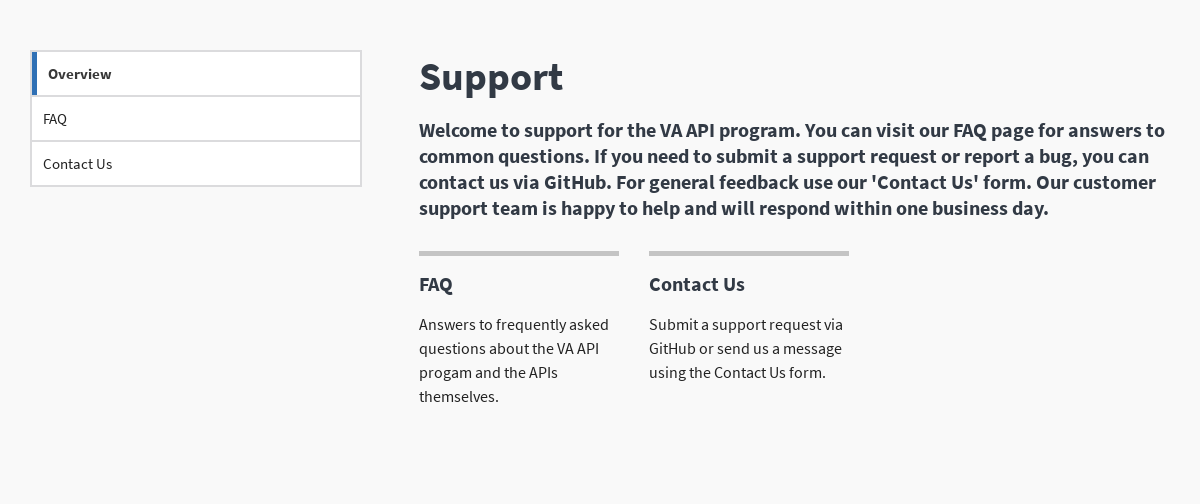 Overview
FAQ
Contact Us
Support
Welcome to support for the VA API program. You can visit our FAQ page for answers to
common questions. If you need to submit a support request or report a bug, you can
contact us via GitHub. For general feedback use our 'Contact Us' form. Our customer
support team is happy to help and will respond within one business day.
FAQ
Answers to frequently asked
questions about the VA API
progam and the APIs
themselves.
Contact Us
Submit a support request via
GitHub or send us a message
using the Contact Us form.